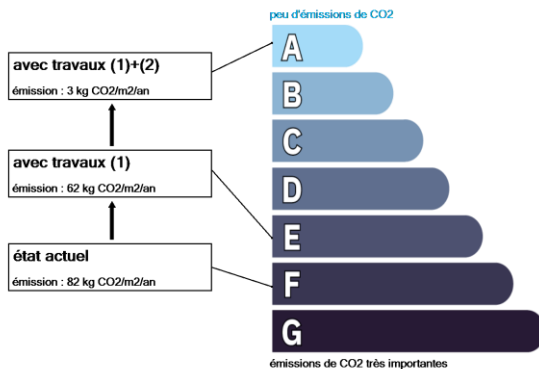 peu d'émissions de CO2
A
avec travaux (1)+(2)
émission : 3 kg CO2/m2/an
B
C
avec travaux (1)
émission : 62 kg CO2/m2/an
D
E
état actuel
émission : 82 kg CO2/m2/an
F
G
émissions de CO2 très importantes